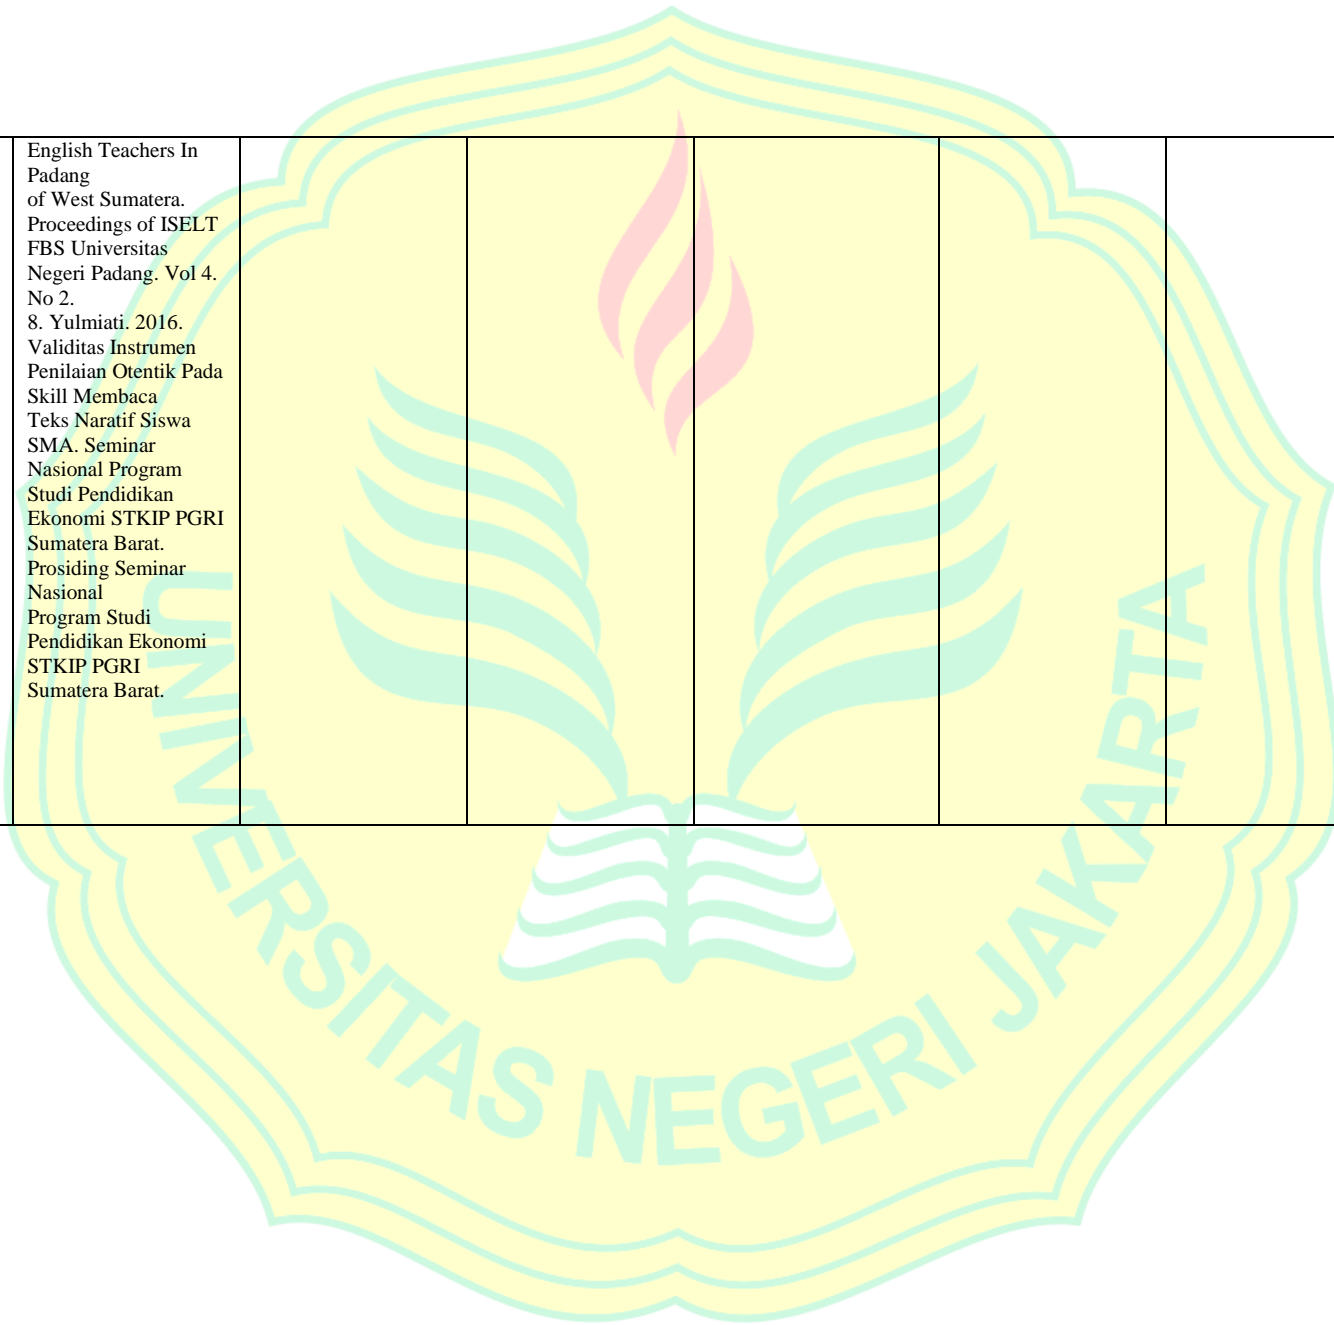 English Teachers In
Padang
of West Sumatera.
Proceedings of ISELT
FBS Universitas
Negeri Padang. Vol 4.
No 2.
8. Yulmiati. 2016.
Validitas Instrumen
Penilaian Otentik Pada
Skill Membaca
Teks Naratif Siswa
SMA. Seminar
Nasional Program
Studi Pendidikan
Ekonomi STKIP PGRI
Sumatera Barat.
Prosiding Seminar
Nasional
Program Studi
Pendidikan Ekonomi
STKIP PGRI
Sumatera Barat.
UNIVERSITAS NEGERI JAKARTA